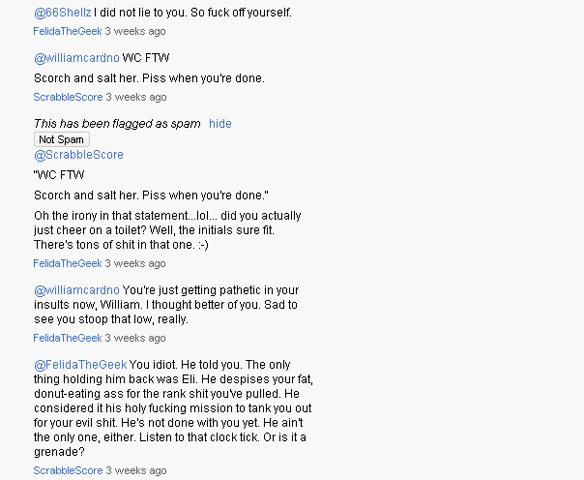 @66Shellz I did not lie to you. So fuck off yourself.
FelidaTheGeek 3 weeks ago
@williamcardno WC FTW
Scorch and salt her. Piss when you're done.
ScrabbleScore 3 weeks ago
This has been flagged as spam hide
Not Spam
@ScrabbleScore
"WC FTW
Scorch and salt her. Piss when you're done."
Oh the irony in that statement...lol... did you actually
just cheer on a toilet? Well, the initials sure fit.
There's tons of shit in that one. :-)
FelidaTheGeek 3 weeks ago
@williamcardno You're just getting pathetic in your
insults now, William. I thought better of you. Sad to
see you stoop that low, really.
FelidaTheGeek 3 weeks ago
@FelidaTheGeek You idiot. He told you. The only
thing holding him back was Eli. He despises your fat,
donut-eating ass for the rank shit you've pulled. He
considered it his holy fucking mission to tank you out
for your evil shit. He's not done with you yet. He ain't
the only one, either. Listen to that clock tick. Or is it a
grenade?
ScrabbleScore 3 weeks ago